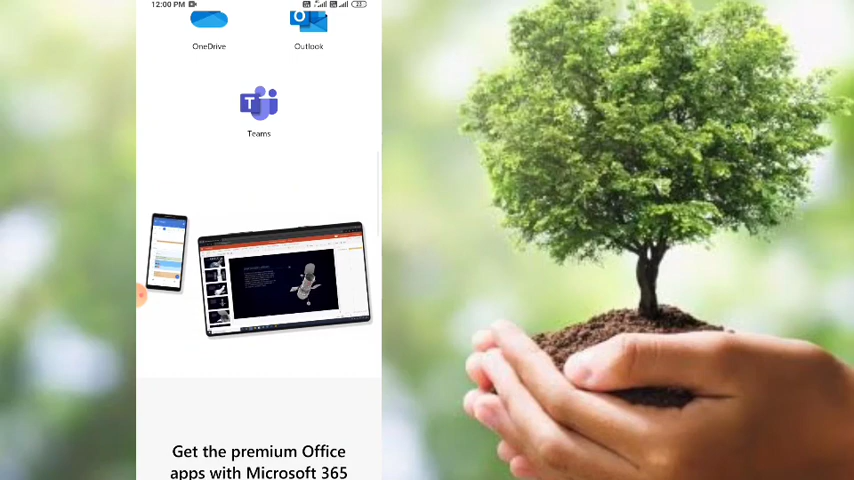 12:00 PM
OneDrive
Outlook
Teams
Get the premium Office
apps with Microsoft 365